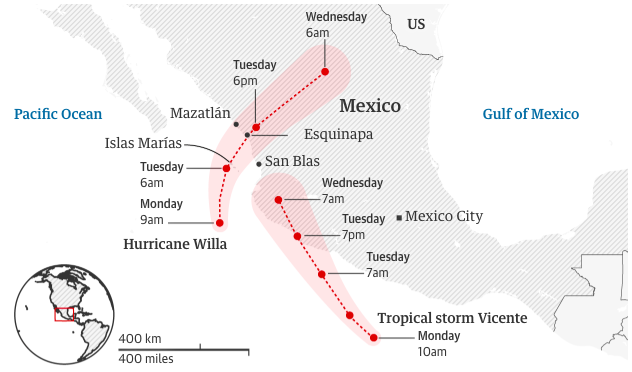 Wednesday
6am
US
Tuesday
6pm
Pacific Ocean
Mazatlán
Mexico
Gulf of Mexico
Esquinapa
Islas Marías
San Blas
Tuesday
6am
Wednesday
7am
Monday
9am
Tuesday
7pm
Mexico City
Hurricane Willa
Tuesday
7am
Tropical storm Vicente
Monday
10am
400 km
400 miles